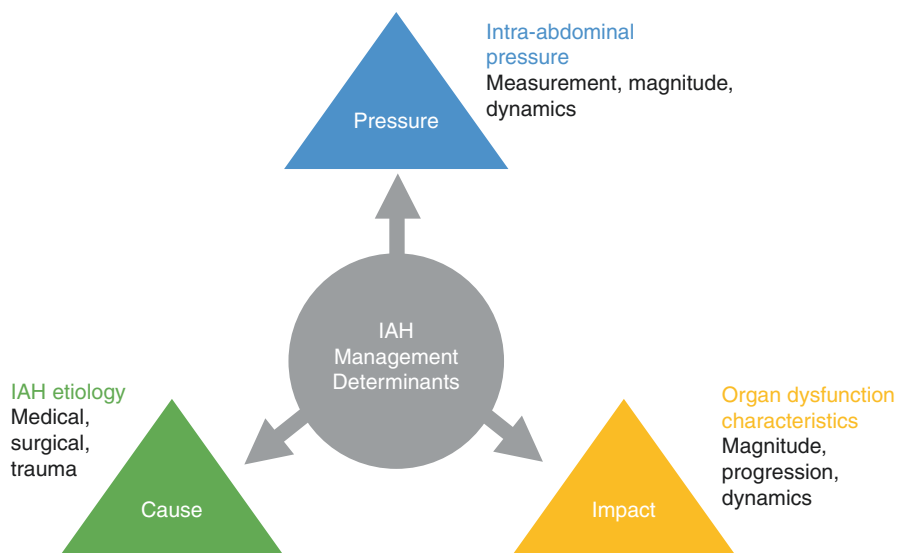 Intra-abdominal
pressure
Measurement, magnitude,
dynamics
Pressure
IAH
Management
Determinants
IAH etiology
Medical,
surgical,
trauma
Cause
Organ dysfunction
characteristics
Magnitude,
progression,
dynamics
Impact